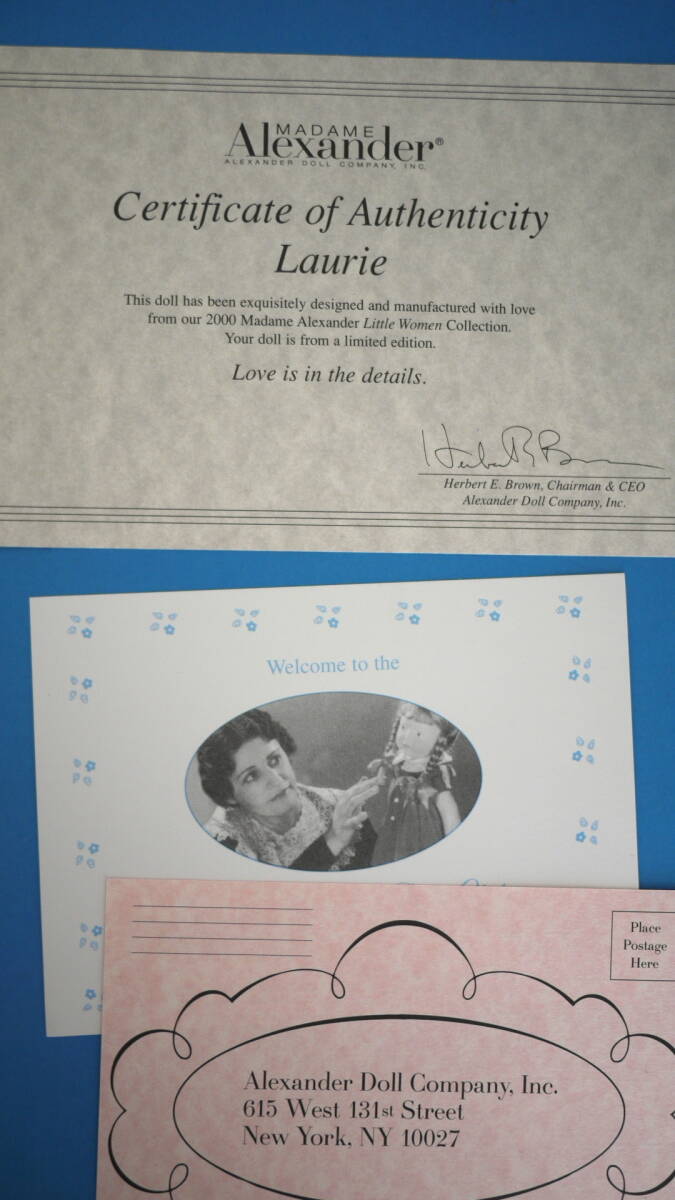 MADAME
Alexander®
ALEXANDER DOLL COMPANY, INC.
Certificate of Authenticity
Laurie
This doll has been exquisitely designed and manufactured with love
from our 2000 Madame Alexander Little Women Collection.
Your doll is from a limited edition.
Love is in the details.
Herbert E. Brown, Chairman & CEO
Alexander Doll Company, Inc.
Welcome to the
Place
Postage
Here
Alexander Doll Company, Inc.
615 West 131st Street
New York, NY 10027